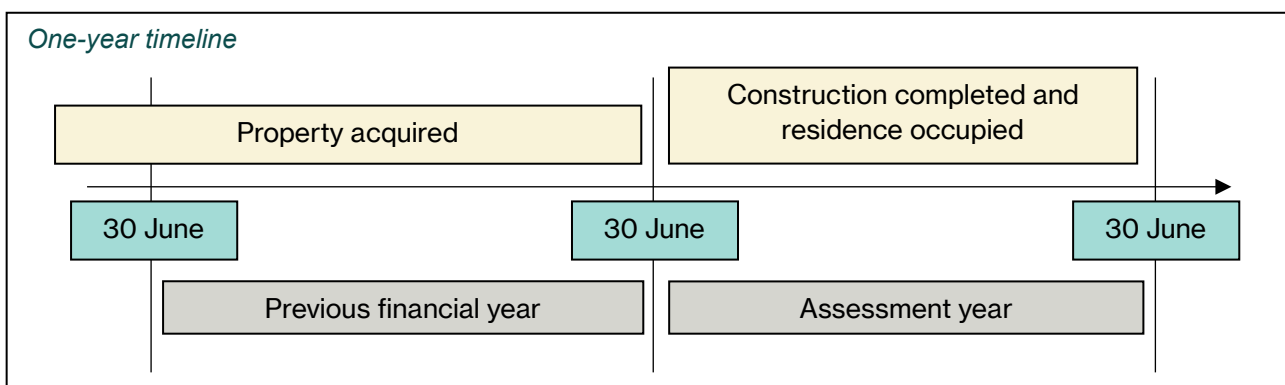 One-year timeline
Property acquired
Construction completed and
residence occupied
30 June
30 June
30 June
Previous financial year
Assessment year